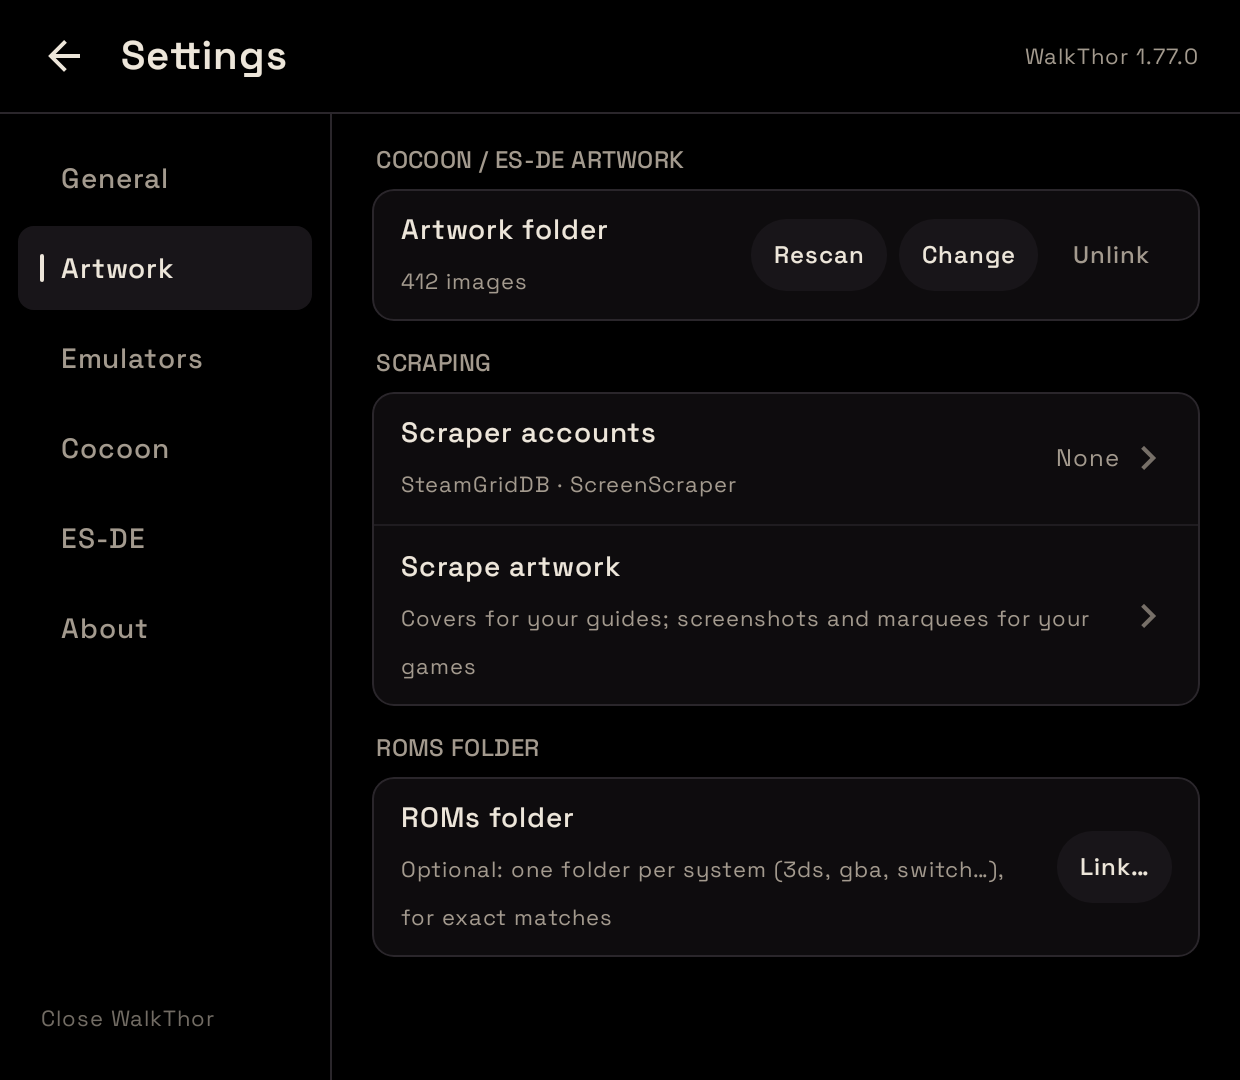 Settings
WalkThor 1.77.0
General
Artwork
Emulators
Cocoon
ES-DE
About
Close WalkThor
COCOON / ES-DE ARTWORK
Artwork folder
412 images
Rescan
Change
Unlink
SCRAPING
Scraper accounts
SteamGridDB · ScreenScraper
None
Scrape artwork
Covers for your guides; screenshots and marquees for your
games
ROMS FOLDER
ROMs folder
Optional: one folder per system (3ds, gba, switch…),
for exact matches
Link…